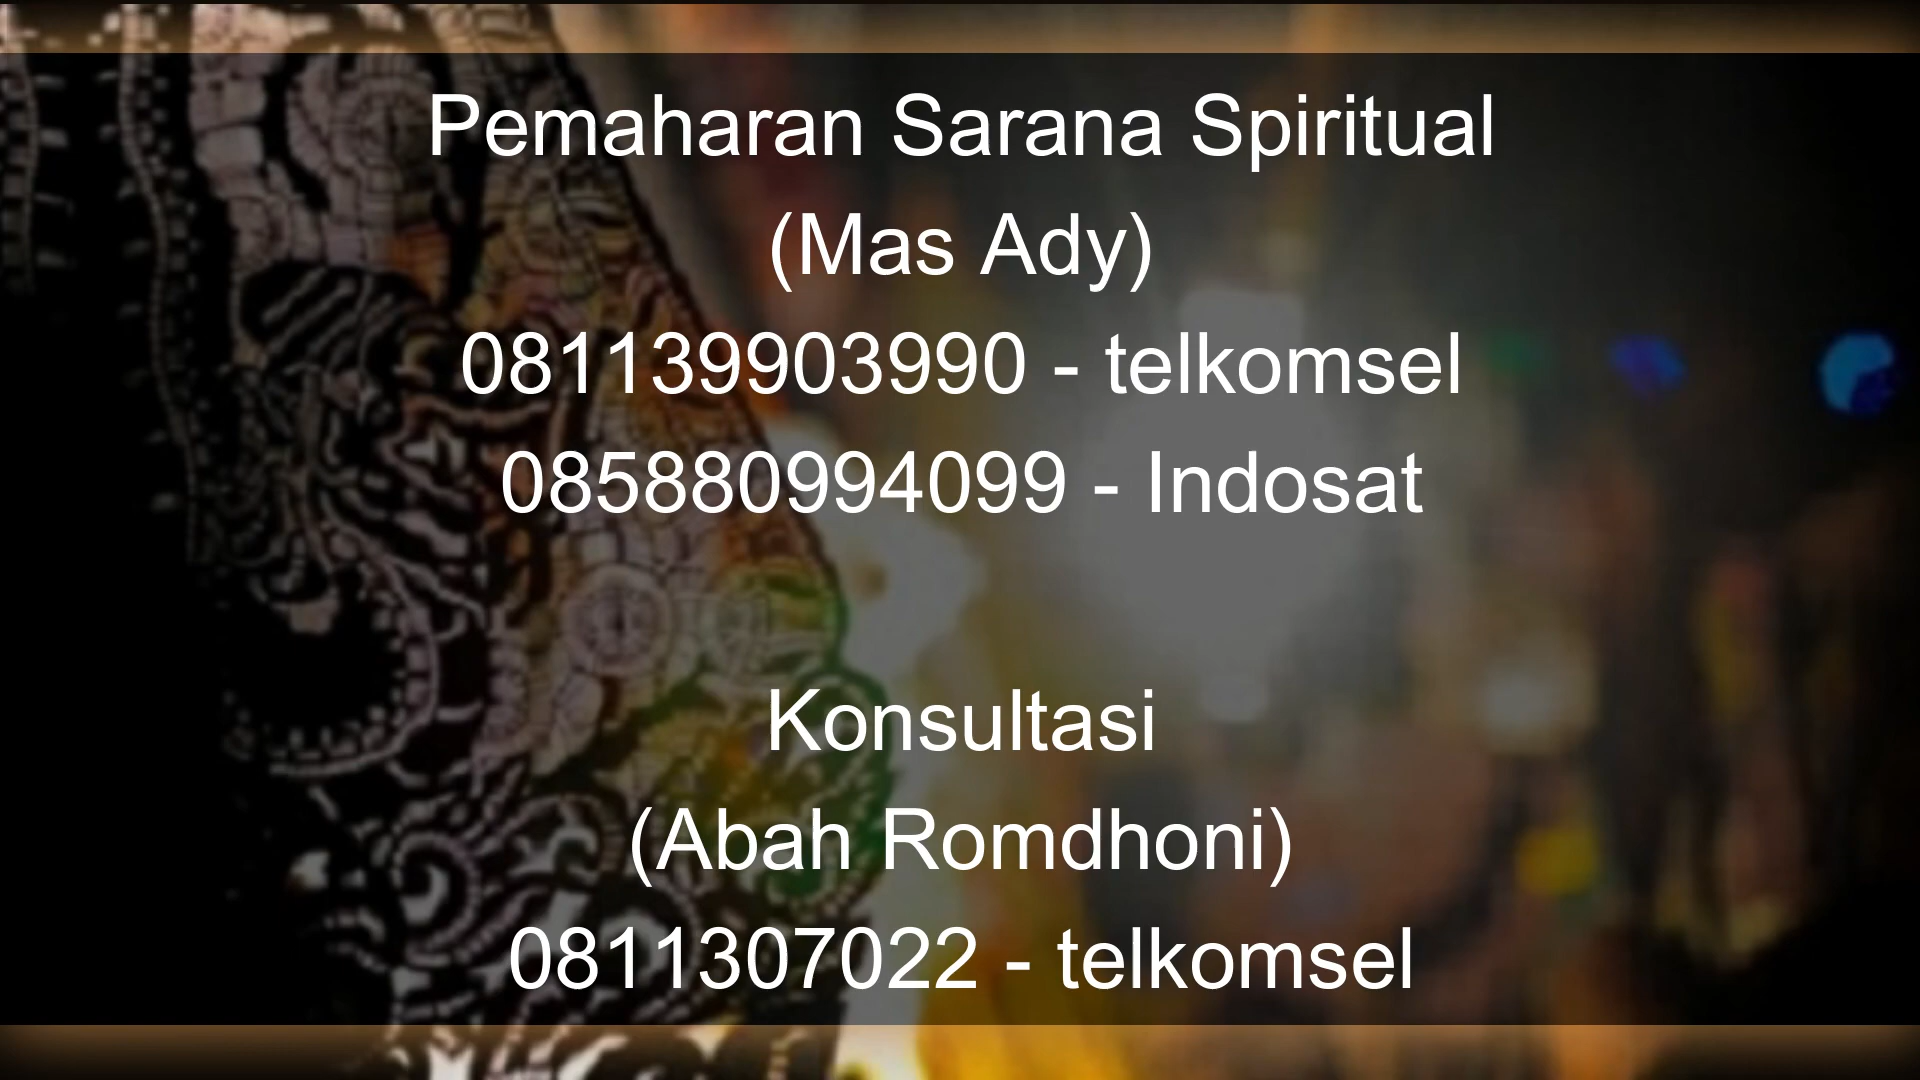 Pemaharan Sarana Spiritual
(Mas Ady)
081139903990 - telkomsel
085880994099 - Indosat
Konsultasi
(Abah Romdhoni)
0811307022 - telkomsel